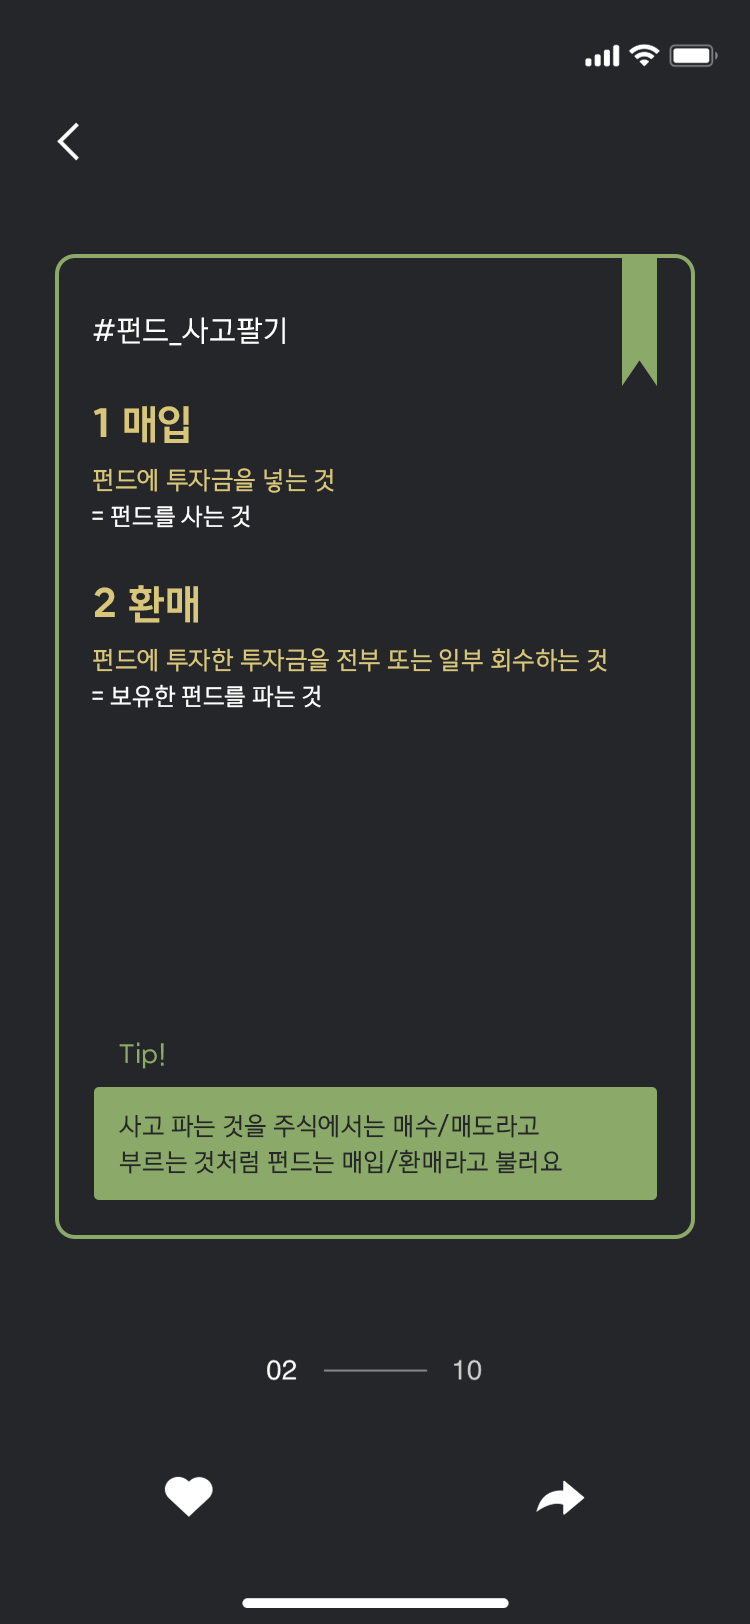 #펀드_사고팔기
1 매입
펀드에 투자금을 넣는 것
= 펀드를 사는 것
2 환매
펀드에 투자한 투자금을 전부 또는 일부 회수하는 것
= 보유한 펀드를 파는 것
Tip!
사고 파는 것을 주식에서는 매수/매도라고
부르는 것처럼 펀드는 매입/환매라고 불러요
02
10